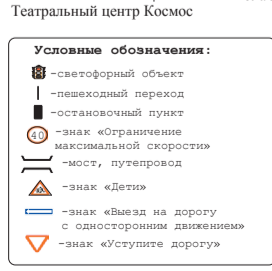 Театральный центр Космос
Условные обозначения:
-светофорный объект
-пешеходный переход
-остановочный пункт
40 -знак «Ограничение
максимальной скорости»
-мост, путепровод
-знак «Дети»
-знак «Выезд на дорогу
с односторонним движением»
-знак «Уступите дорогу»